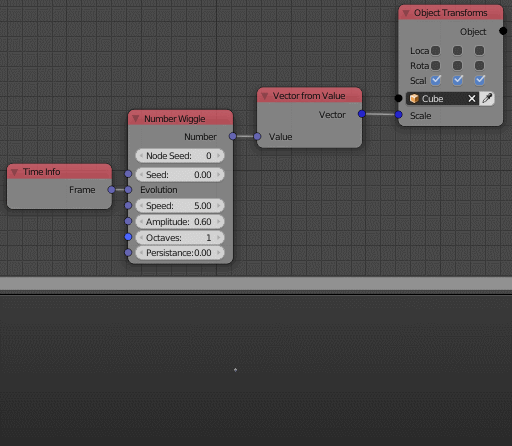 Object Transforms
Object
Loca
Rota
Scal
Cube
Scale
Vector from Value
Vector
Value
Number Wiggle
Number
Node Seed: 0
Seed: 0.00
Evolution
Speed: 5.00
Amplitude: 0.60
Octaves: 1
Persistance: 0.00
Time Info
Frame